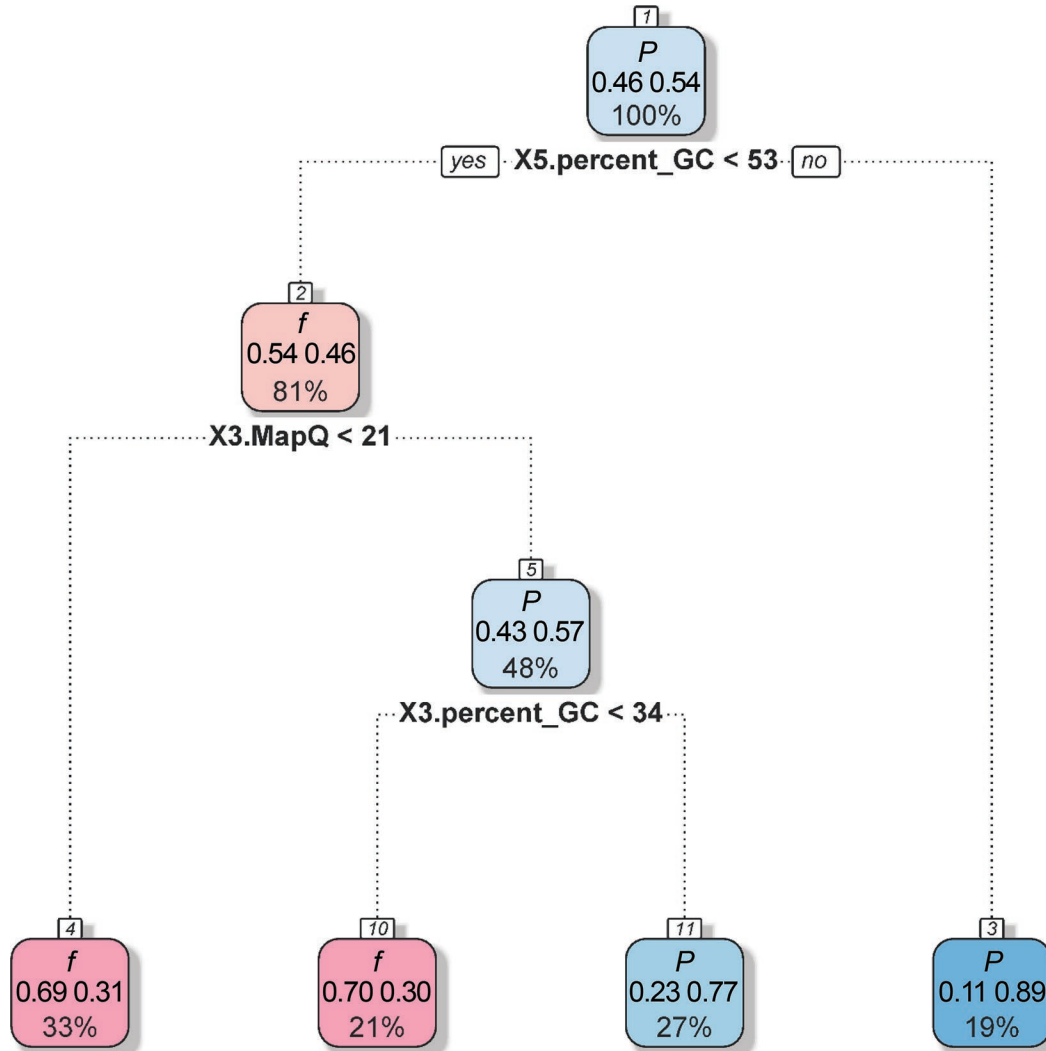 1
P
0.46 0.54
100%
yes X5.percent_GC < 53 no
2
f
0.54 0.46
81%
X3.MapQ < 21
5
P
0.43 0.57
48%
X3.percent_GC < 34
4
f
0.69 0.31
33%
10
f
0.70 0.30
21%
11
P
0.23 0.77
27%
3
P
0.11 0.89
19%